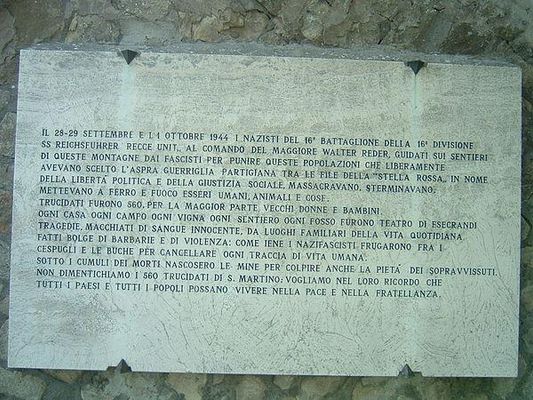 IL 28-29 SETTEMBRE E L'1 OTTOBRE 1944 I NAZISTI DEL 16° BATTAGLIONE DELLA 16ª DIVISIONE
SS REICHSFUHRER RECCE UNIT., AL COMANDO DEL MAGGIORE WALTER REDER, GUIDATI SUI SENTIERI
DI QUESTE MONTAGNE DAI FASCISTI PER PUNIRE QUESTE POPOLAZIONI CHE LIBERAMENTE
AVEVANO SCELTO L'ASPRA GUERRIGLIA PARTIGIANA TRA LE FILE DELLA "STELLA ROSSA", IN NOME
DELLA LIBERTA' POLITICA E DELLA GIUSTIZIA SOCIALE, MASSACRAVANO, STERMINAVANO,
METTEVANO A FERRO E FUOCO ESSERI UMANI, ANIMALI E COSE.
TRUCIDATI FURONO 560, PER LA MAGGIOR PARTE VECCHI DONNE E BAMBINI,
OGNI CASA OGNI CAMPO OGNI VIGNA OGNI SENTIERO OGNI FOSSO FURONO TEATRO DI ESECRANDI
TRAGEDIE, MACCHIATI DI SANGUE INNOCENTE, DA LUOGHI FAMILIARI DELLA VITA QUOTIDIANA
FATTI BOLGE DI BARBARIE E DI VIOLENZA: COME IENE I NAZIFASCISTI FRUGARONO FRA I
CESPUGLI E LE BUCHE PER CANCELLARE OGNI TRACCIA DI VITA UMANA.
SOTTO I CUMULI DEI MORTI NASCOSERO LE MINE PER COLPIRE ANCHE LA PIETA' DEI SOPRAVVISSUTI.
NON DIMENTICHIAMO I 560 TRUCIDATI DI S. MARTINO: VOGLIAMO NEL LORO RICORDO CHE
TUTTI I PAESI E TUTTI I POPOLI POSSANO VIVERE NELLA PACE E NELLA FRATELLANZA.